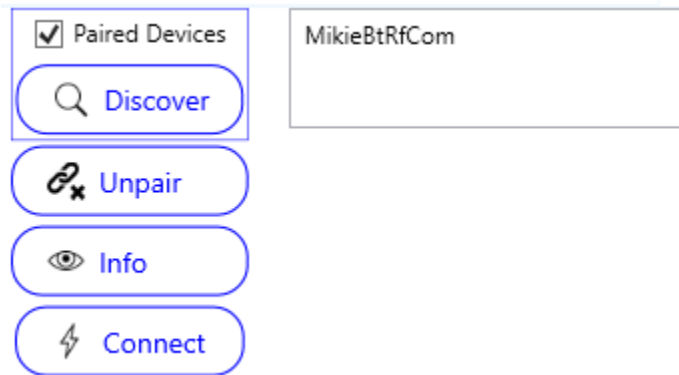 Paired Devices
Discover
Unpair
Info
Connect
MikieBtRfCom